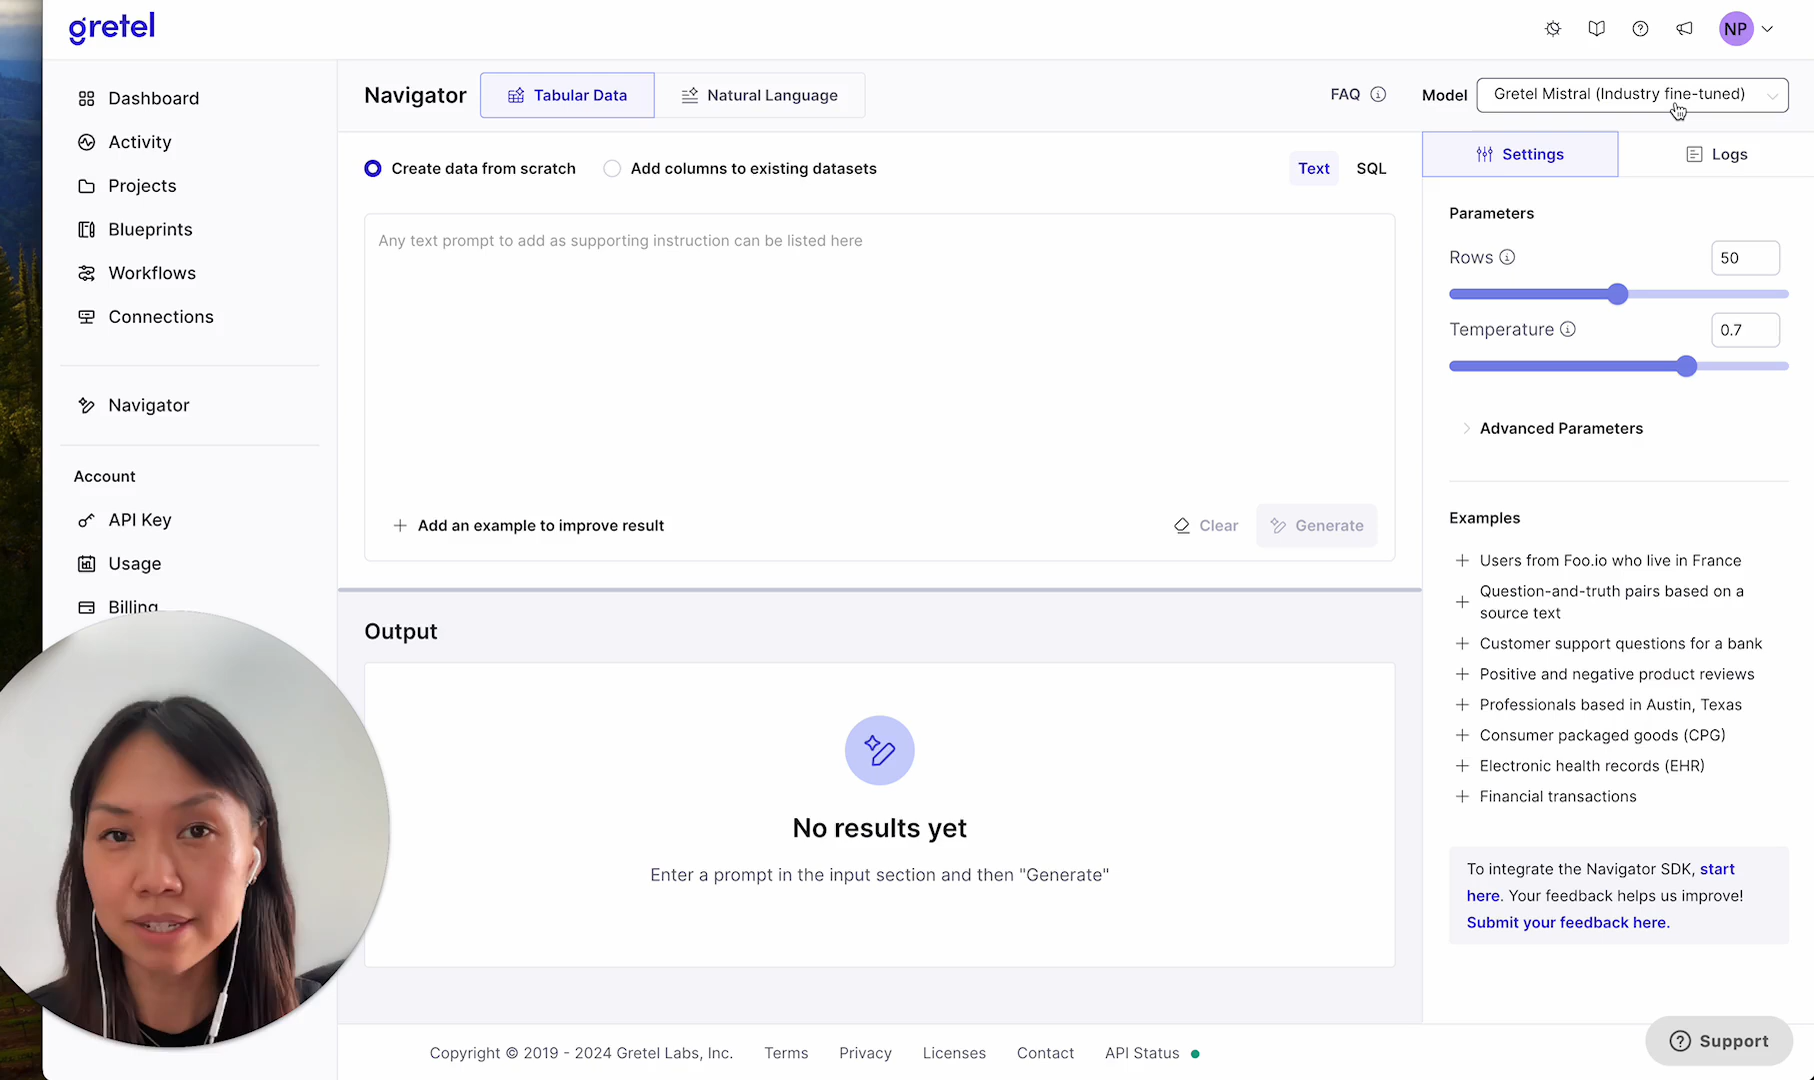 gretel
NP
Dashboard
Activity
Projects
Blueprints
Workflows
Connections
Navigator
Account
API Key
Usage
Billing
Navigator
Tabular Data
Natural Language
FAQ
Model
Gretel Mistral (Industry fine-tuned)
Create data from scratch
Add columns to existing datasets
Text
SQL
Any text prompt to add as supporting instruction can be listed here
Add an example to improve result
Clear
Generate
Output
No results yet
Enter a prompt in the input section and then "Generate"
Settings
Logs
Parameters
Rows
50
Temperature
0.7
Advanced Parameters
Examples
Users from Foo.io who live in France
Question-and-truth pairs based on a
source text
Customer support questions for a bank
Positive and negative product reviews
Professionals based in Austin, Texas
Consumer packaged goods (CPG)
Electronic health records (EHR)
Financial transactions
To integrate the Navigator SDK, start
here. Your feedback helps us improve!
Submit your feedback here.
Copyright © 2019 - 2024 Gretel Labs, Inc.
Terms
Privacy
Licenses
Contact
API Status
Support